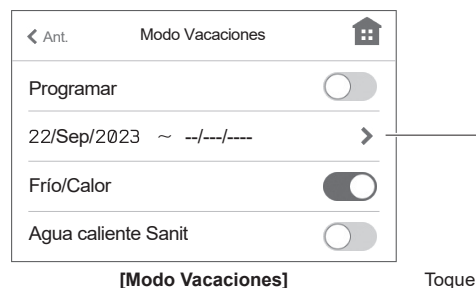 Ant. Modo Vacaciones
Programar
22/Sep/2023 ~ --/---/----
Frío/Calor
Agua caliente Sanit
[Modo Vacaciones] Toque